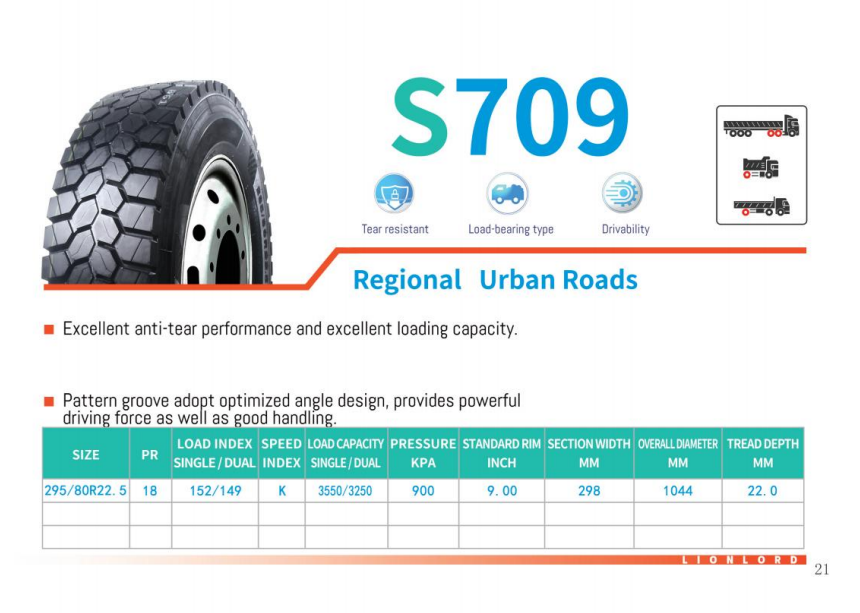 S709
Tear resistant
Load-bearing type
Drivability
Regional Urban Roads
Excellent anti-tear performance and excellent loading capacity.
Pattern groove adopt optimized angle design, provides powerful
driving force as well as good handling.
SIZE PR LOAD INDEX SINGLE / DUAL SPEED INDEX LOAD CAPACITY SINGLE / DUAL PRESSURE KPA STANDARD RIM INCH SECTION WIDTH MM OVERALL DIAMETER MM TREAD DEPTH MM
295/80R22.5 18 152/149 K 3550/3250 900 9.00 298 1044 22.0
LIONLORD
21